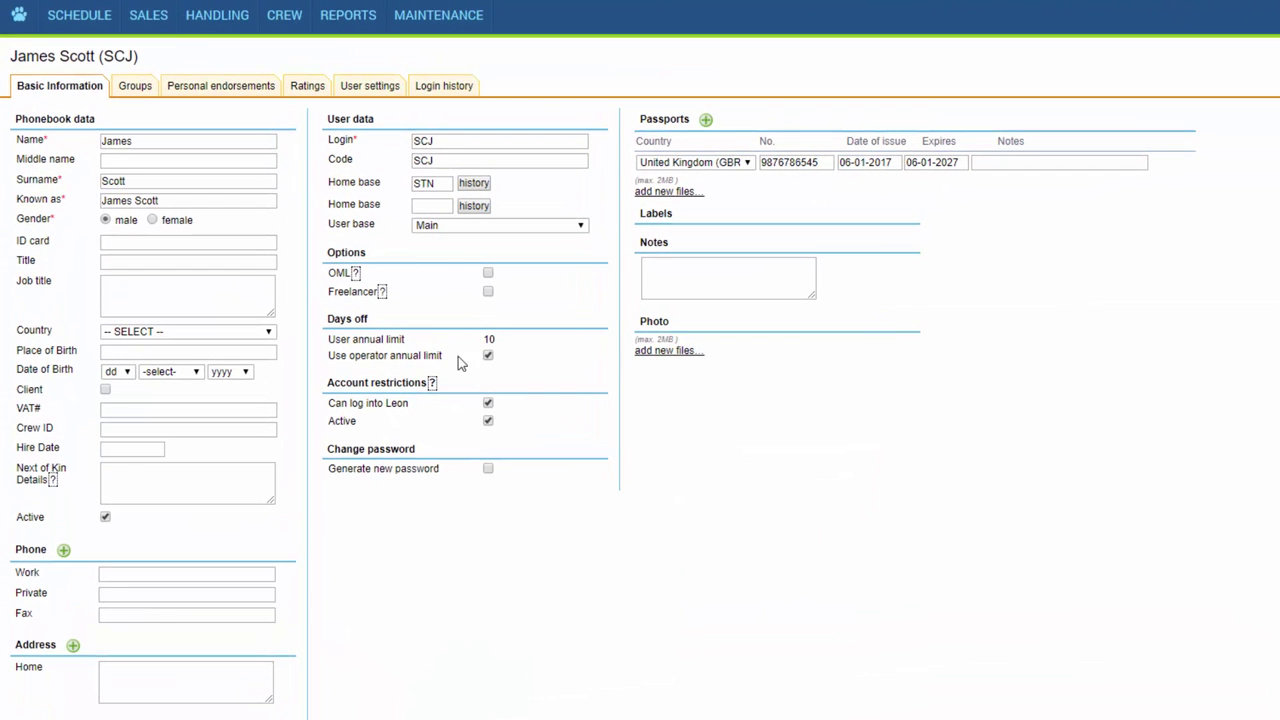 SCHEDULE SALES HANDLING CREW REPORTS MAINTENANCE
James Scott (SCJ)
Basic Information Groups Personal endorsements Ratings User settings Login history
Phonebook data
Name* James
Middle name
Surname* Scott
Known as* James Scott
Gender* male female
ID card
Title
Job title
Country -- SELECT --
Place of Birth
Date of Birth dd -select- yyyy
Client
VAT#
Crew ID
Hire Date
Next of Kin
Details?
Active
Phone
Work
Private
Fax
Address
Home
User data
Login* SCJ
Code SCJ
Home base STN history
Home base history
User base Main
Options
OML?
Freelancer?
Days off
User annual limit 10
Use operator annual limit
Account restrictions?
Can log into Leon
Active
Change password
Generate new password
Passports
Country No. Date of issue Expires Notes
United Kingdom (GBR 9876786545 06-01-2017 06-01-2027
(max. 2MB )
add new files...
Labels
Notes
Photo
(max. 2MB )
add new files...